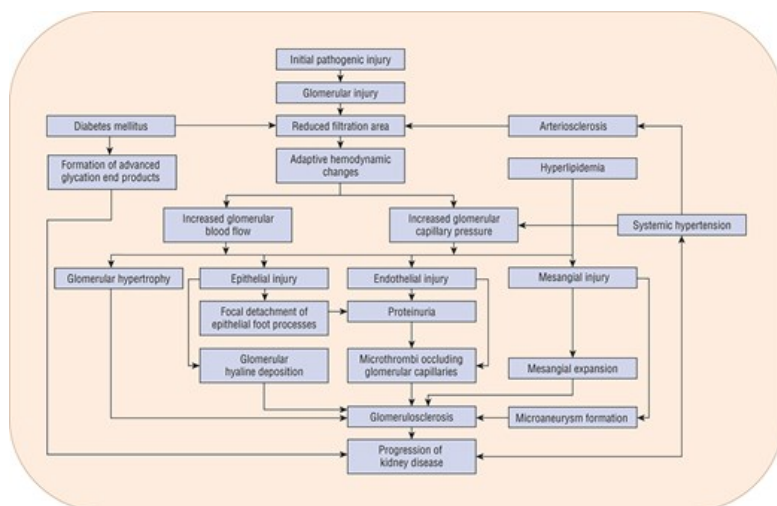 Initial pathogenic injury
Glomerular injury
Diabetes mellitus
Reduced filtration area
Arteriosclerosis
Formation of advanced
glycation end products
Adaptive hemodynamic
changes
Hyperlipidemia
Increased glomerular
blood flow
Increased glomerular
capillary pressure
Systemic hypertension
Glomerular hypertrophy
Epithelial injury
Endothelial injury
Mesangial injury
Focal detachment of
epithelial foot processes
Proteinuria
Glomerular
hyaline deposition
Microthrombi occluding
glomerular capillaries
Mesangial expansion
Glomerulosclerosis
Microaneurysm formation
Progression of
kidney disease